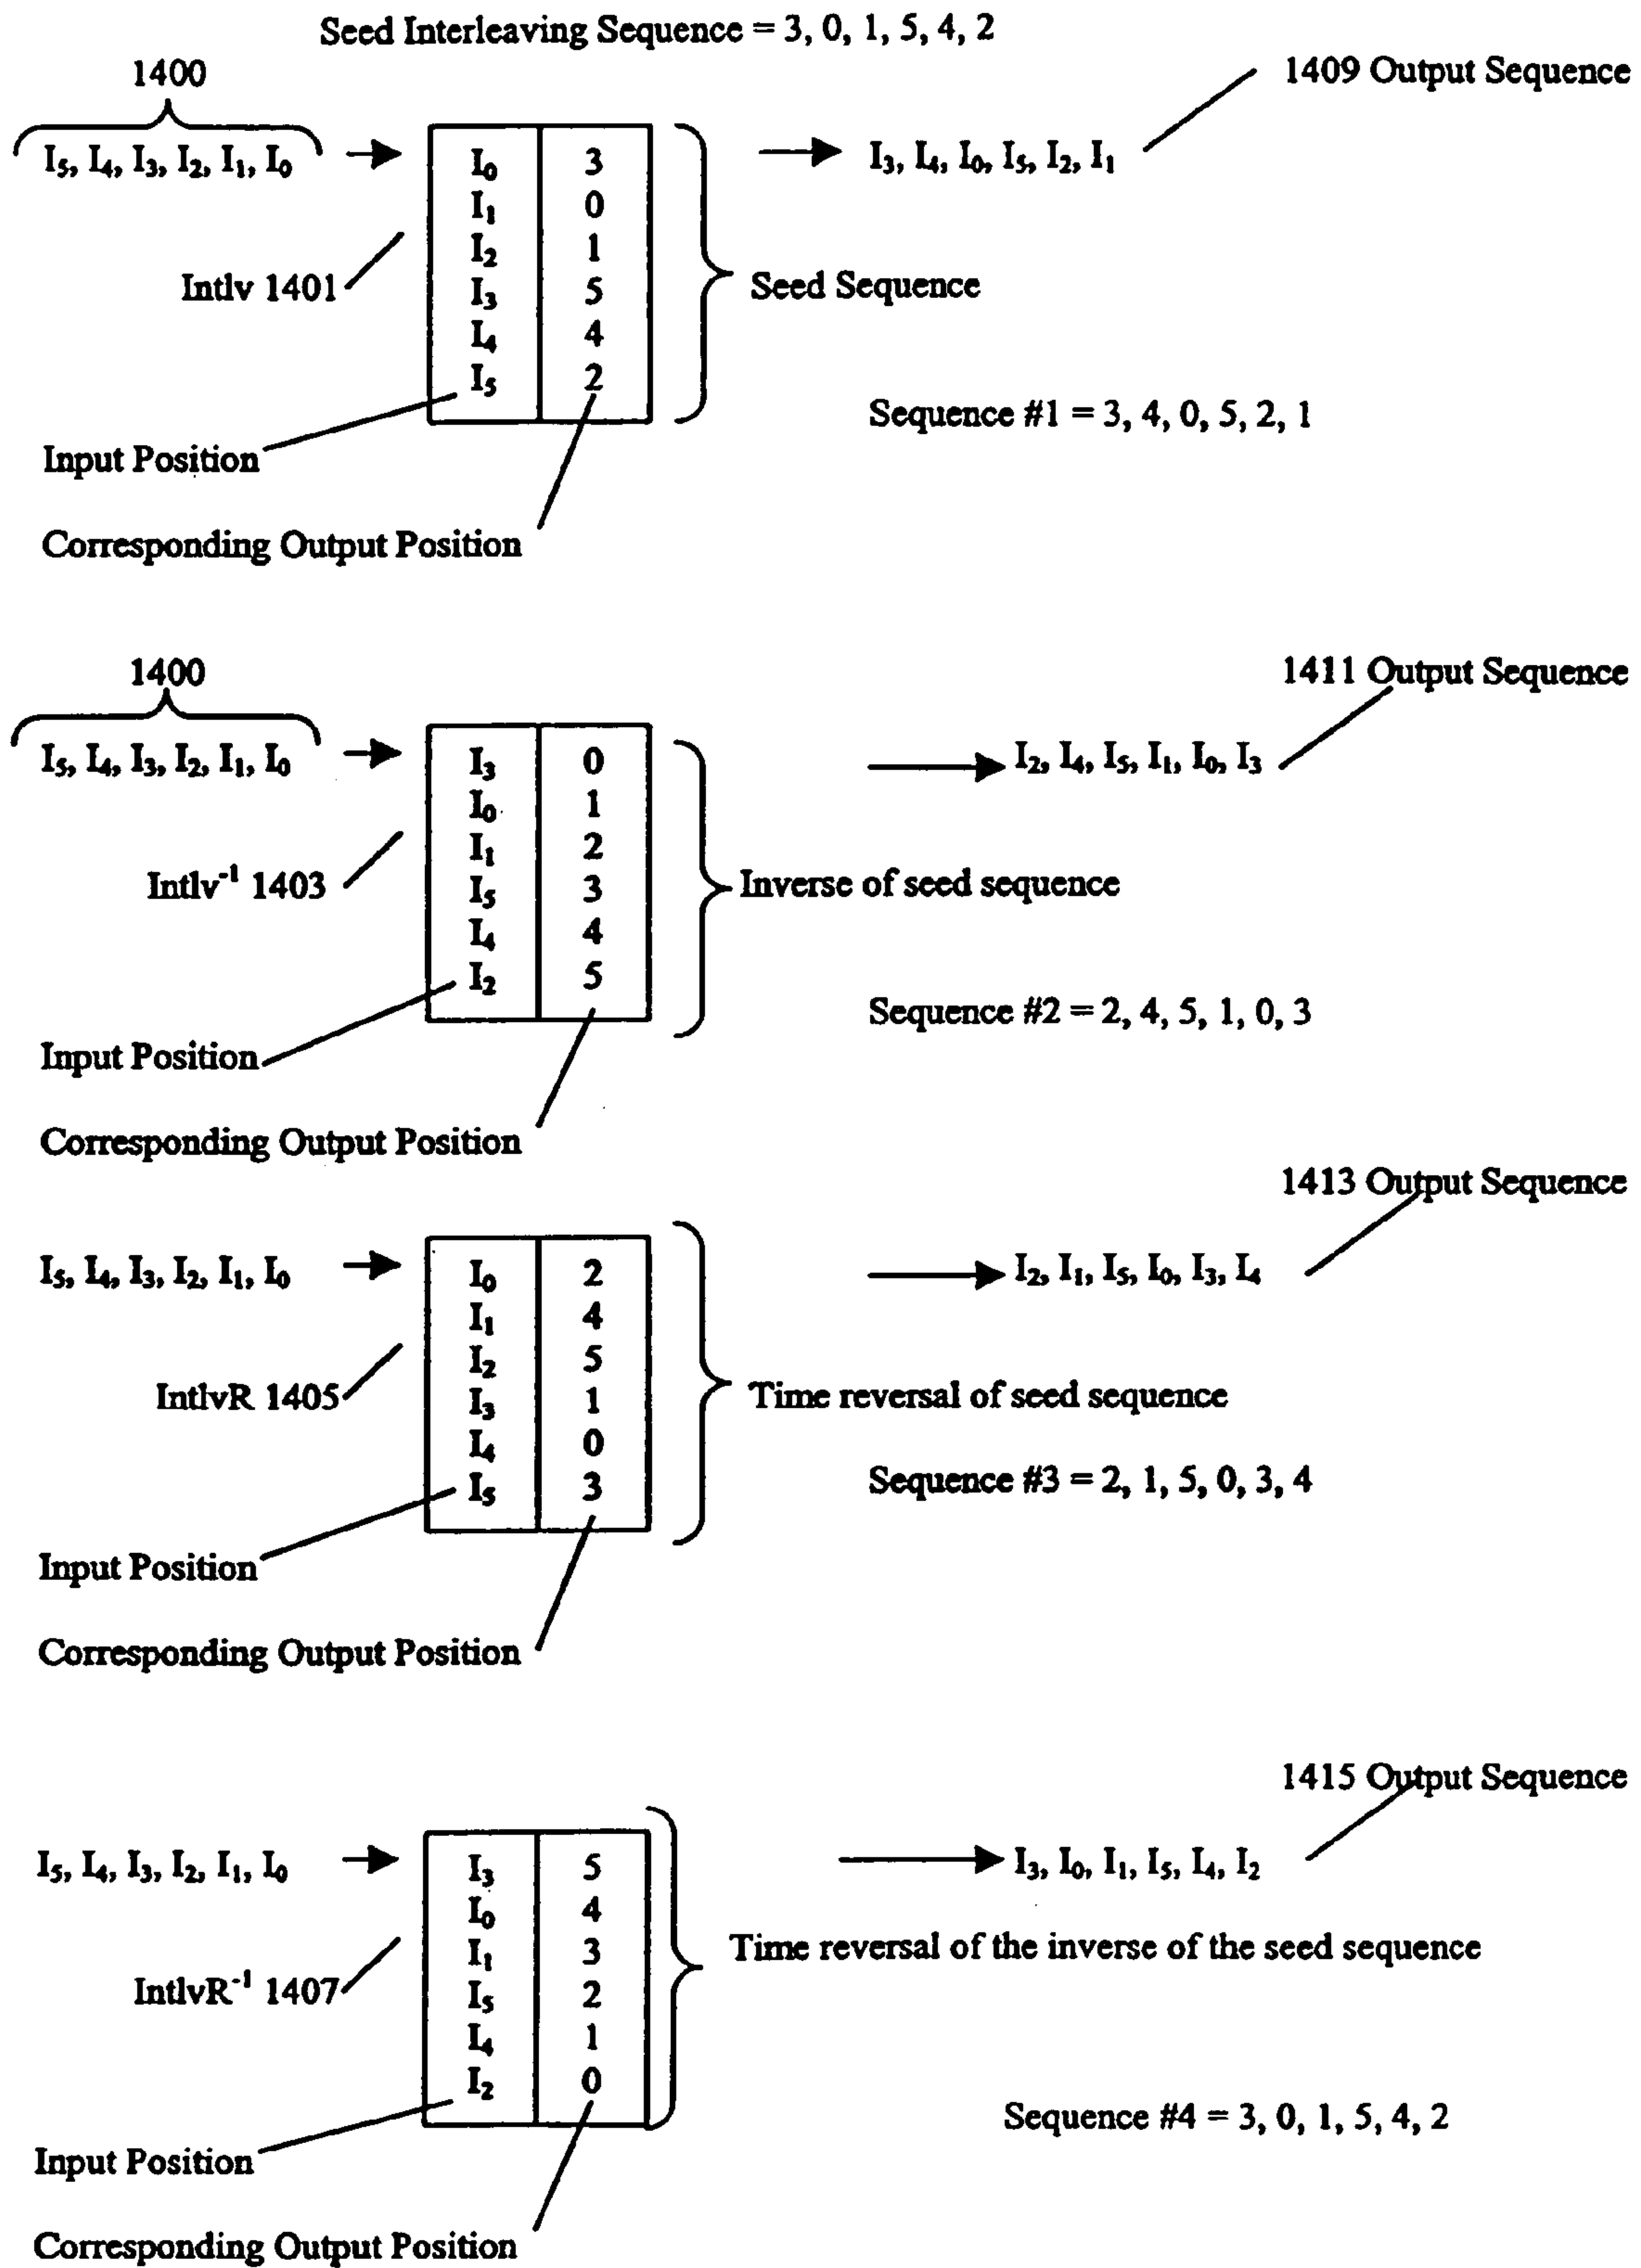 Seed Interleaving Sequence = 3, 0, 1, 5, 4, 2
1400
1409 Output Sequence
I₅, I₄, I₃, I₂, I₁, I₀
I₀ 3
I₃, I₄, I₀, I₅, I₂, I₁
I₁ 0
I₂ 1
Intlv 1401
I₃ 5
Seed Sequence
I₄ 4
I₅ 2
Sequence #1 = 3, 4, 0, 5, 2, 1
Input Position
Corresponding Output Position
1400
1411 Output Sequence
I₅, I₄, I₃, I₂, I₁, I₀
I₃ 0
I₂, I₄, I₅, I₁, I₀, I₃
I₀ 1
I₁ 2
Intlv⁻¹ 1403
I₅ 3
Inverse of seed sequence
I₄ 4
I₂ 5
Sequence #2 = 2, 4, 5, 1, 0, 3
Input Position
Corresponding Output Position
1413 Output Sequence
I₅, I₄, I₃, I₂, I₁, I₀
I₀ 2
I₂, I₁, I₅, I₀, I₃, I₄
I₁ 4
I₂ 5
IntlvR 1405
I₃ 1
Time reversal of seed sequence
I₄ 0
I₅ 3
Sequence #3 = 2, 1, 5, 0, 3, 4
Input Position
Corresponding Output Position
1415 Output Sequence
I₅, I₄, I₃, I₂, I₁, I₀
I₃ 5
I₃, I₀, I₁, I₅, I₄, I₂
I₀ 4
I₁ 3
Time reversal of the inverse of the seed sequence
IntlvR⁻¹ 1407
I₅ 2
I₄ 1
I₂ 0
Sequence #4 = 3, 0, 1, 5, 4, 2
Input Position
Corresponding Output Position